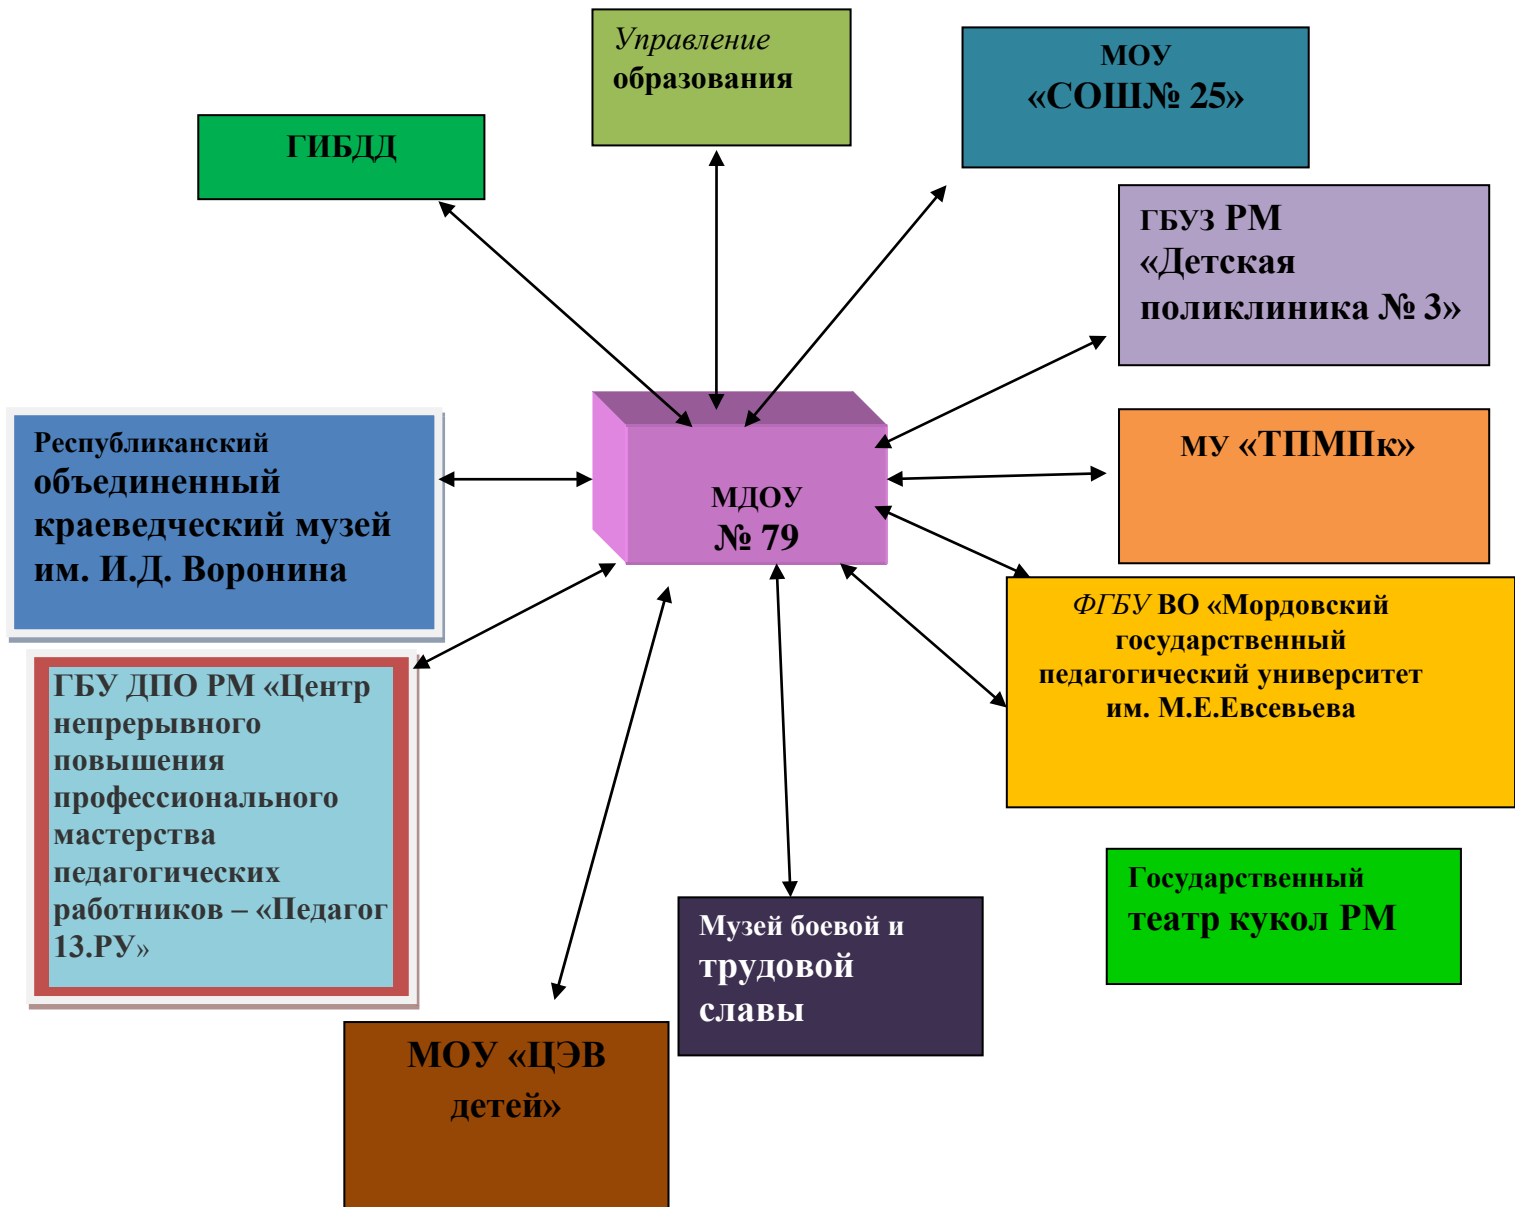 Управление
образования
МОУ
«СОШ№ 25»
ГИБДД
ГБУЗ РМ
«Детская
поликлиника № 3»
Республиканский
объединенный
краеведческий музей
им. И.Д. Воронина
МДОУ
№ 79
МУ «ТПМПк»
ФГБУ ВО «Мордовский
государственный
педагогический университет
им. М.Е.Евсевьева
ГБУ ДПО РМ «Центр
непрерывного
повышения
профессионального
мастерства
педагогических
работников – «Педагог
13.РУ»
Государственный
театр кукол РМ
Музей боевой и
трудовой
славы
МОУ «ЦЭВ
детей»